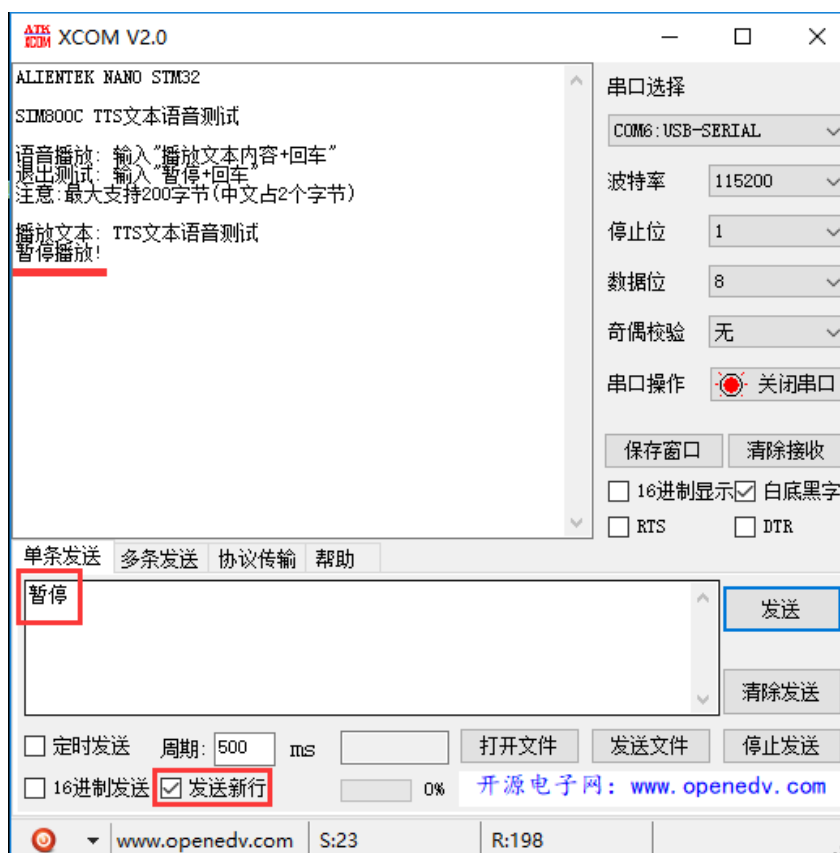 ATK XCOM XCOM V2.0
ALIENTEK NANO STM32
SIM800C TTS文本语音测试
语音播放: 输入"播放文本内容+回车"
退出测试: 输入"暂停+回车"
注意:最大支持200字节(中文占2个字节)
播放文本: TTS文本语音测试
暂停播放!
串口选择
COM6:USB-SERIAL
波特率 115200
停止位 1
数据位 8
奇偶校验 无
串口操作 关闭串口
保存窗口 清除接收
16进制显示 白底黑字
RTS DTR
单条发送 多条发送 协议传输 帮助
暂停
发送
清除发送
定时发送 周期: 500 ms 打开文件 发送文件 停止发送
16进制发送 发送新行 0% 开源电子网: www.openedv.com
www.openedv.com S:23 R:198